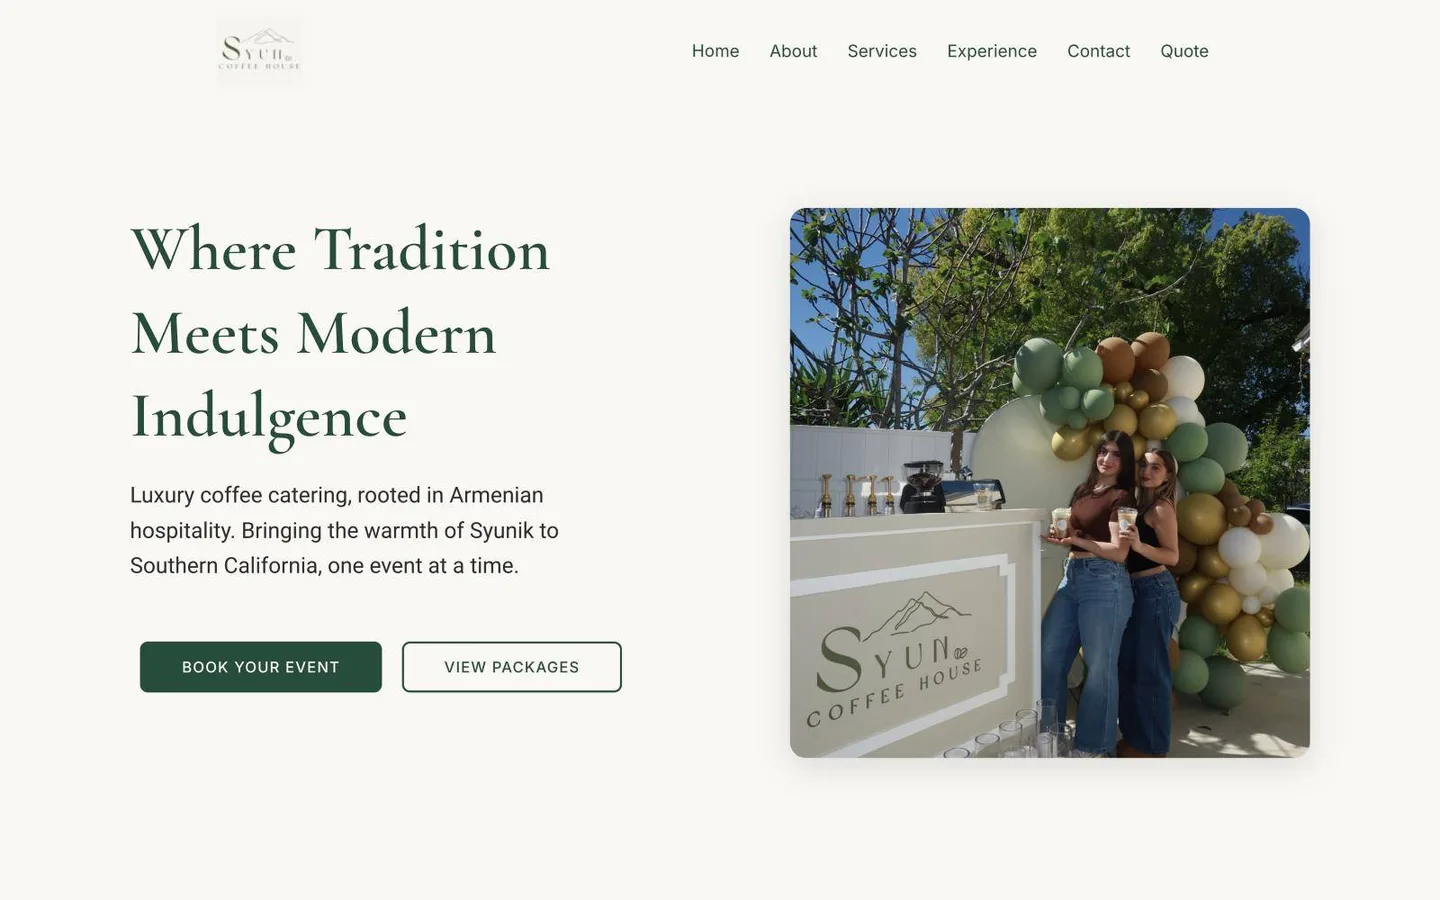 SYUN
COFFEE HOUSE
Home About Services Experience Contact Quote
Where Tradition
Meets Modern
Indulgence
Luxury coffee catering, rooted in Armenian
hospitality. Bringing the warmth of Syunik to
Southern California, one event at a time.
BOOK YOUR EVENT VIEW PACKAGES
SYUN
COFFEE HOUSE